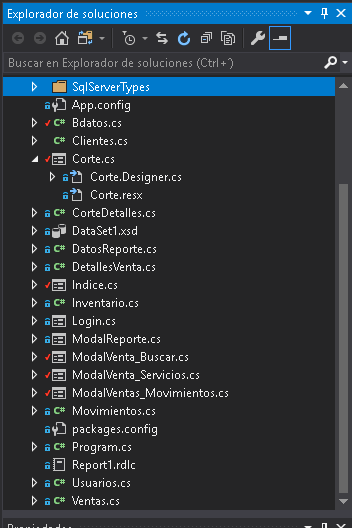 Explorador de soluciones
Buscar en Explorador de soluciones (Ctrl+´)
SqlServerTypes
App.config
C# Bdatos.cs
C# Clientes.cs
Corte.cs
Corte.Designer.cs
Corte.resx
C# CorteDetalles.cs
DataSet1.xsd
C# DatosReporte.cs
C# DetallesVenta.cs
Indice.cs
C# Inventario.cs
Login.cs
ModalReporte.cs
ModalVenta_Buscar.cs
ModalVenta_Servicios.cs
ModalVentas_Movimientos.cs
C# Movimientos.cs
packages.config
C# Program.cs
Report1.rdlc
C# Usuarios.cs
C# Ventas.cs
Propiedades